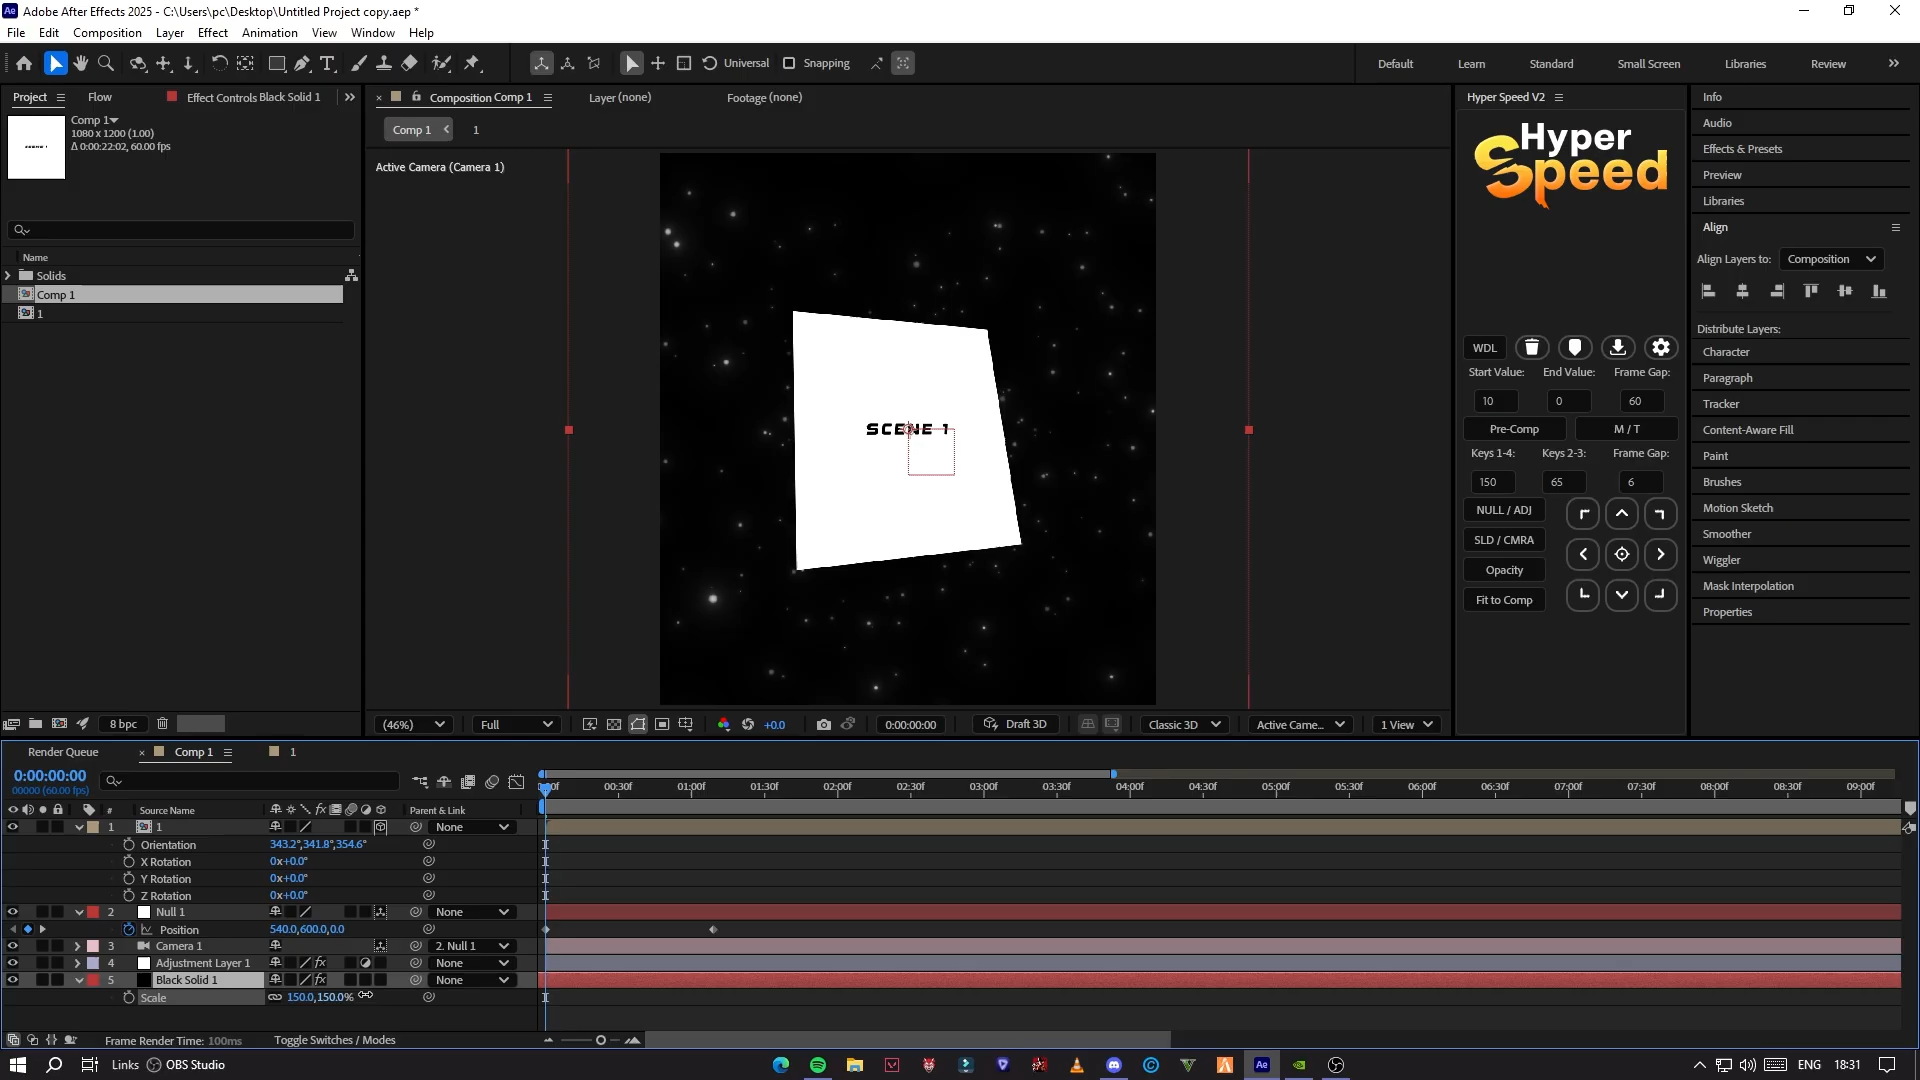 Adobe After Effects 2025 - C:\Users\pc\Desktop\Untitled Project copy.aep *
File Edit Composition Layer Effect Animation View Window Help
Universal Snapping Default Learn Standard Small Screen Libraries Review
Project Flow Effect Controls Black Solid 1
Composition Comp 1 Layer (none) Footage (none)
Hyper Speed V2
Comp 1
1080 x 1200 (1.00)
Δ 0:00:22:02, 60.00 fps
Comp 1 1
Active Camera (Camera 1)
SCENE 1
SCENE 1
Name
Solids
Comp 1
1
8 bpc
(46%) Full +0.0 0:00:00:00 Draft 3D Classic 3D Active Came... 1 View
Hyper
Speed
WDL
Start Value: End Value: Frame Gap:
10 0 60
Pre-Comp M / T
Keys 1-4: Keys 2-3: Frame Gap:
150 65 6
NULL / ADJ
SLD / CMRA
Opacity
Fit to Comp
Info
Audio
Effects & Presets
Preview
Libraries
Align
Align Layers to: Composition
Distribute Layers:
Character
Paragraph
Tracker
Content-Aware Fill
Paint
Brushes
Motion Sketch
Smoother
Wiggler
Mask Interpolation
Properties
Render Queue Comp 1 1
0:00:00:00
00000 (60.00 fps)
00:30f 01:00f 01:30f 02:00f 02:30f 03:00f 03:30f 04:00f 04:30f 05:00f 05:30f 06:00f 06:30f 07:00f 07:30f 08:00f 08:30f 09:00f
# Source Name fx Parent & Link
1 1 None
Orientation 343.2°,341.8°,354.6°
X Rotation 0x+0.0°
Y Rotation 0x+0.0°
Z Rotation 0x+0.0°
2 Null 1 None
Position 540.0,600.0,0.0
3 Camera 1 2. Null 1
4 Adjustment Layer 1 fx None
5 Black Solid 1 fx None
Scale 150.0,150.0%
Frame Render Time: 100ms Toggle Switches / Modes
Links OBS Studio ENG 18:31